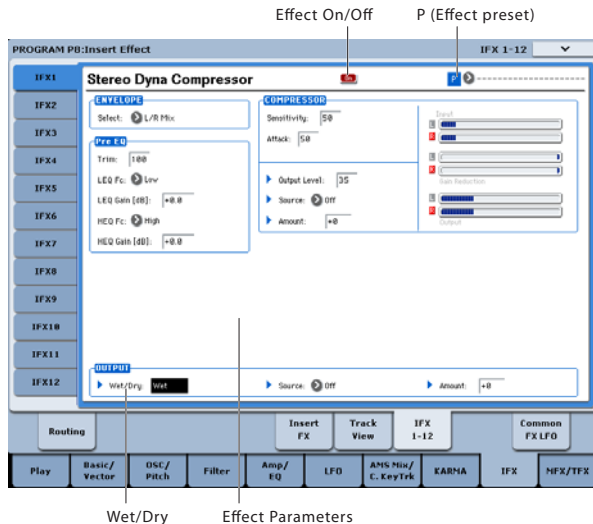 Effect On/Off
P (Effect preset)
PROGRAM P8:Insert Effect
IFX 1-12
IFX1
IFX2
IFX3
IFX4
IFX5
IFX6
IFX7
IFX8
IFX9
IFX10
IFX11
IFX12
Stereo Dyna Compressor
On
P
ENVELOPE
Select: L/R Mix
Pre EQ
Trim: 100
LEQ Fc: Low
LEQ Gain [dB]: +0.0
HEQ Fc: High
HEQ Gain [dB]: +0.0
COMPRESSOR
Sensitivity: 50
Attack: 50
Output Level: 35
Source: Off
Amount: +0
Input
Gain Reduction
Output
OUTPUT
Wet/Dry: Wet
Source: Off
Amount: +0
Routing
Insert FX
Track View
IFX 1-12
Common FX LFO
Play
Basic/ Vector
OSC/ Pitch
Filter
Amp/ EQ
LFO
AMS Mix/ C. KeyTrk
KARMA
IFX
MFX/TFX
Wet/Dry
Effect Parameters